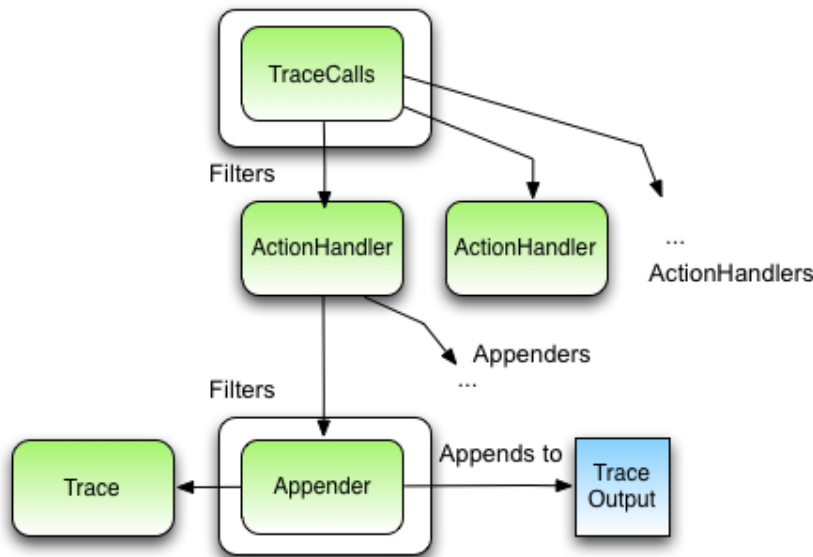 TraceCalls
Filters
ActionHandler
ActionHandler
...
ActionHandlers
Appenders
...
Filters
Trace
Appender
Appends to
Trace
Output